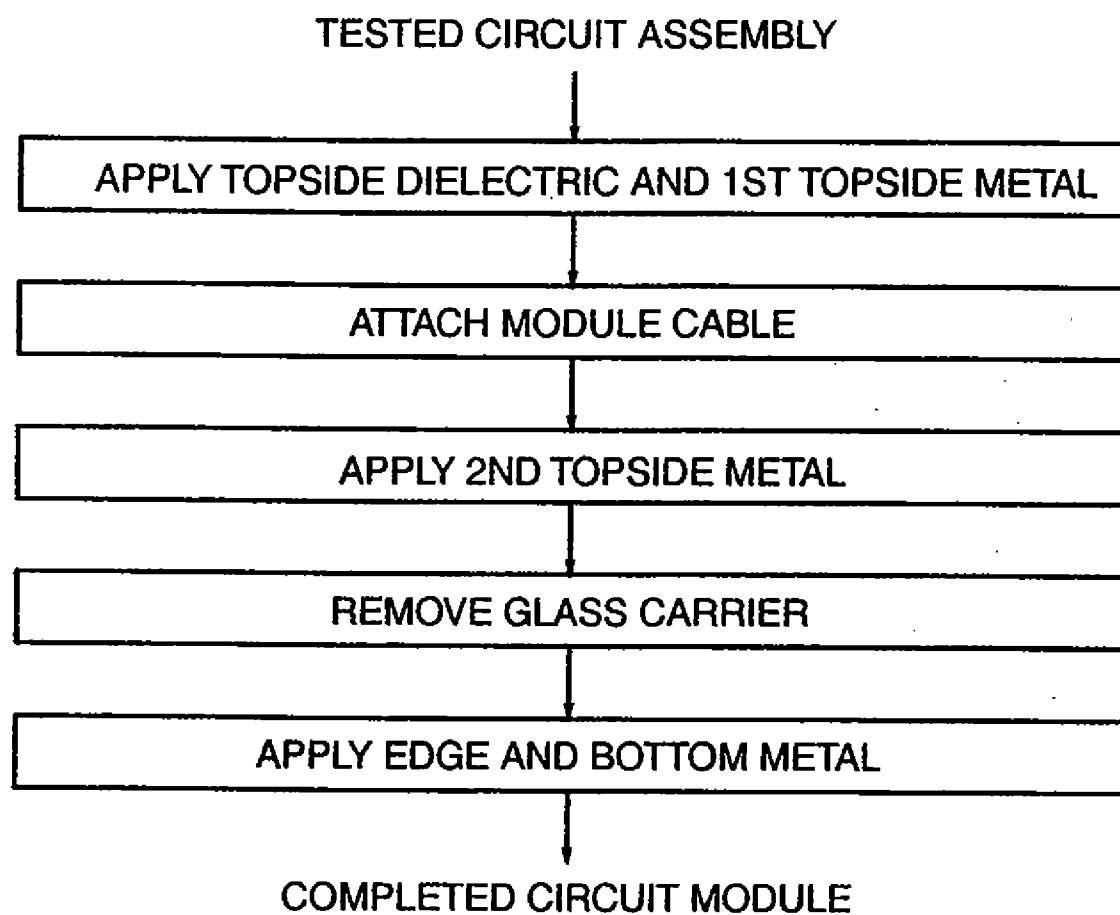 TESTED CIRCUIT ASSEMBLY
APPLY TOPSIDE DIELECTRIC AND 1ST TOPSIDE METAL
ATTACH MODULE CABLE
APPLY 2ND TOPSIDE METAL
REMOVE GLASS CARRIER
APPLY EDGE AND BOTTOM METAL
COMPLETED CIRCUIT MODULE